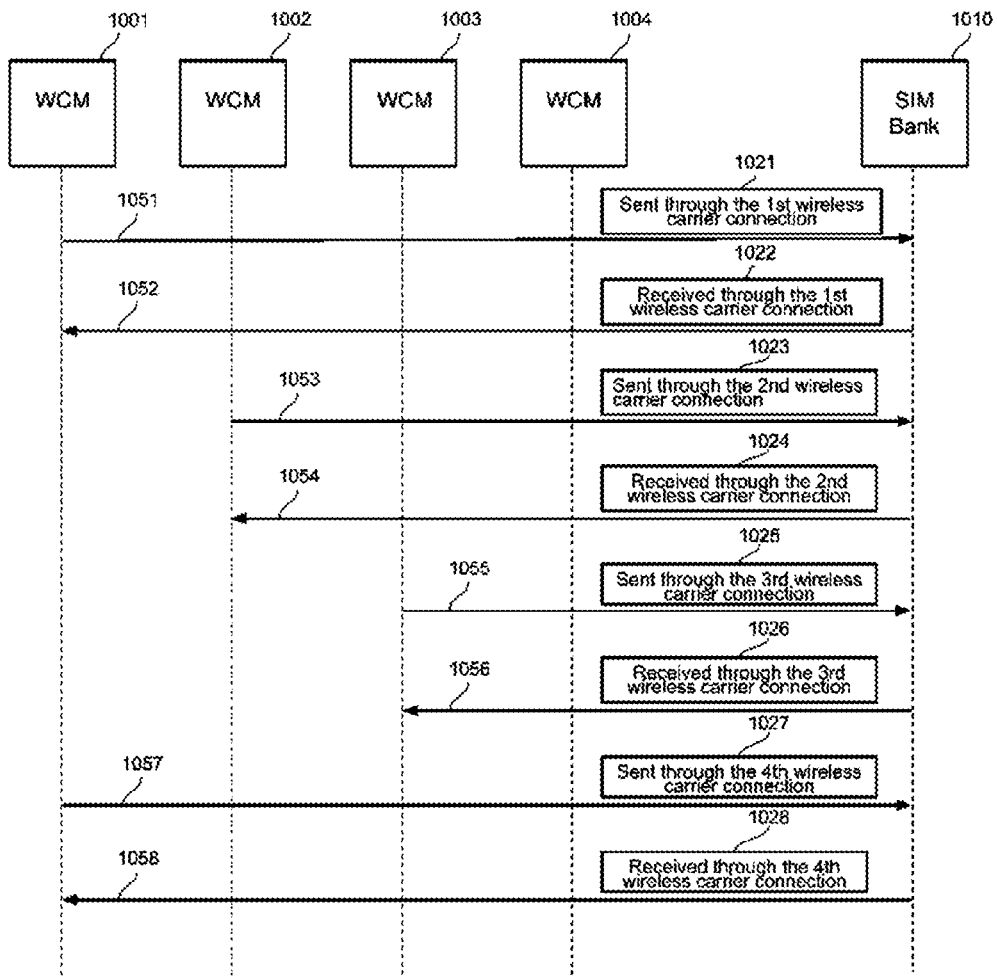 1001
1002
1003
1004
1010
WCM
WCM
WCM
WCM
SIM
Bank
1021
1051
Sent through the 1st wireless
carrier connection
1022
1052
Received through the 1st
wireless carrier connection
1023
1053
Sent through the 2nd wireless
carrier connection
1024
1054
Received through the 2nd
wireless carrier connection
1025
1055
Sent through the 3rd wireless
carrier connection
1026
1056
Received through the 3rd
wireless carrier connection
1027
1057
Sent through the 4th wireless
carrier connection
1028
1058
Received through the 4th
wireless carrier connection